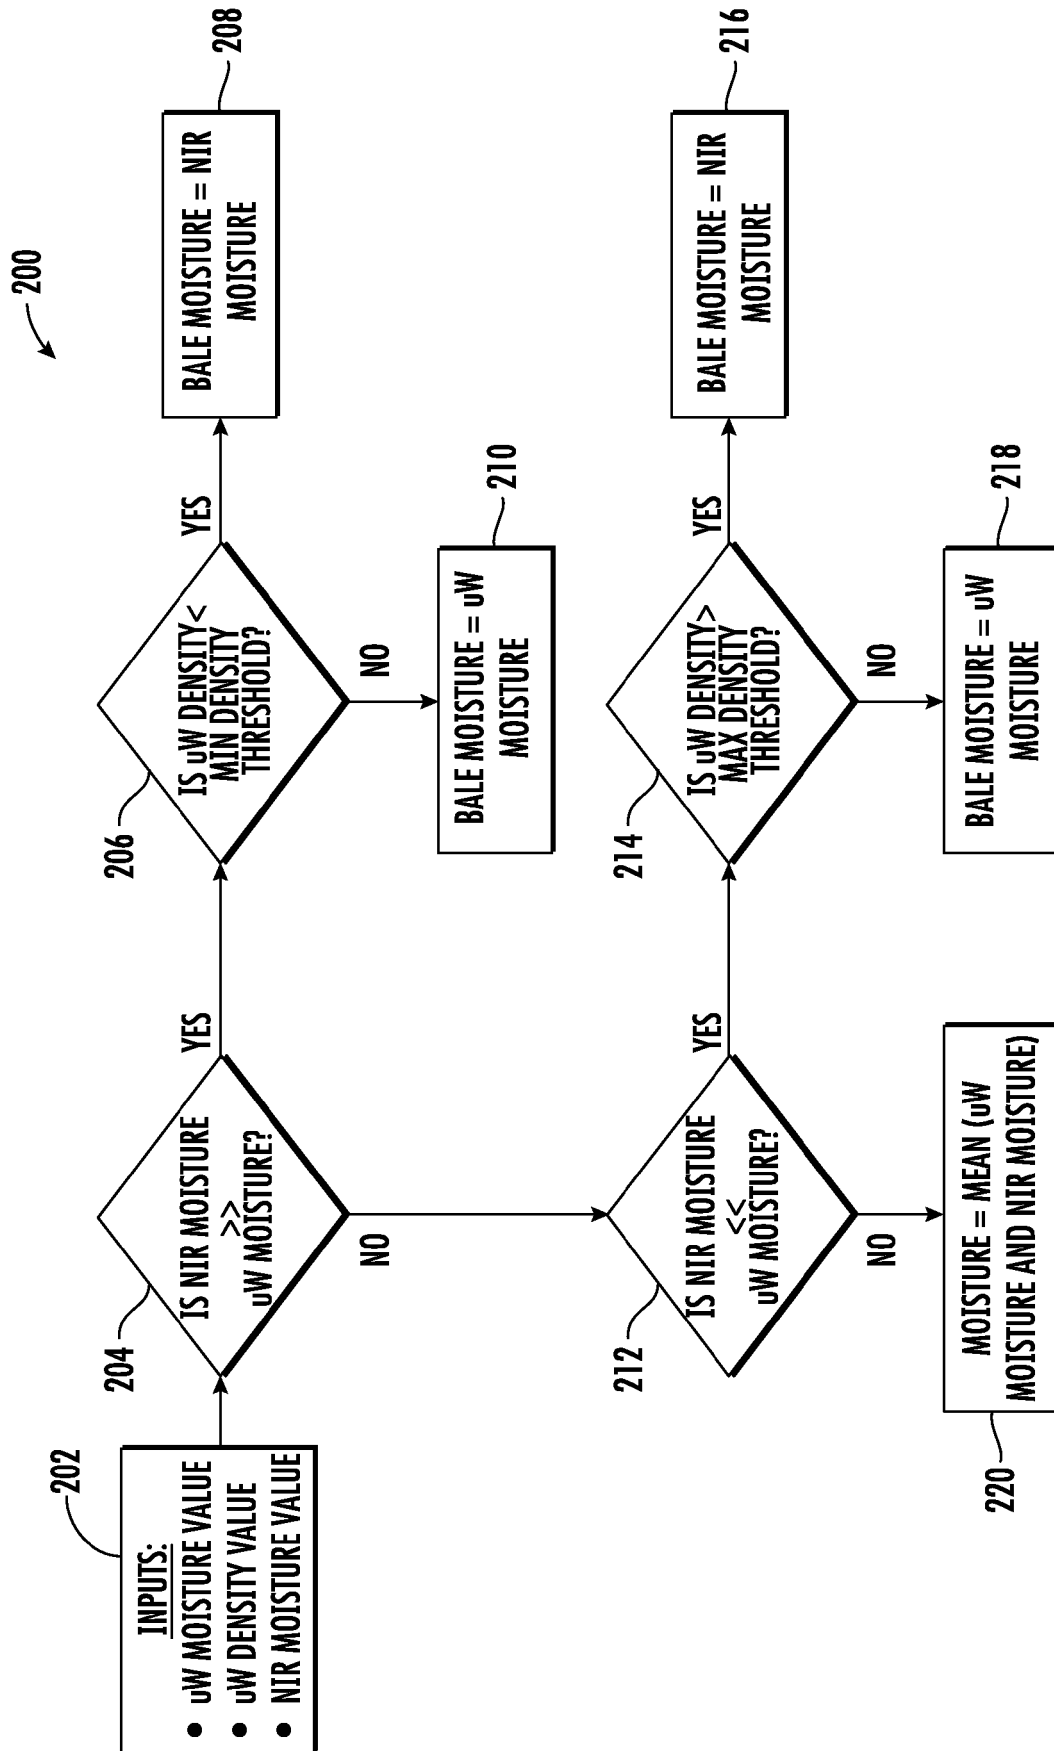 200
202
INPUTS:
• uW MOISTURE VALUE
• uW DENSITY VALUE
• NIR MOISTURE VALUE
204
IS NIR MOISTURE
>>
uW MOISTURE?
YES
NO
206
IS uW DENSITY<
MIN DENSITY
THRESHOLD?
YES
NO
208
BALE MOISTURE = NIR
MOISTURE
210
BALE MOISTURE = uW
MOISTURE
212
IS NIR MOISTURE
<<
uW MOISTURE?
YES
NO
214
IS uW DENSITY>
MAX DENSITY
THRESHOLD?
YES
NO
216
BALE MOISTURE = NIR
MOISTURE
218
BALE MOISTURE = uW
MOISTURE
220
MOISTURE = MEAN (uW
MOISTURE AND NIR MOISTURE)